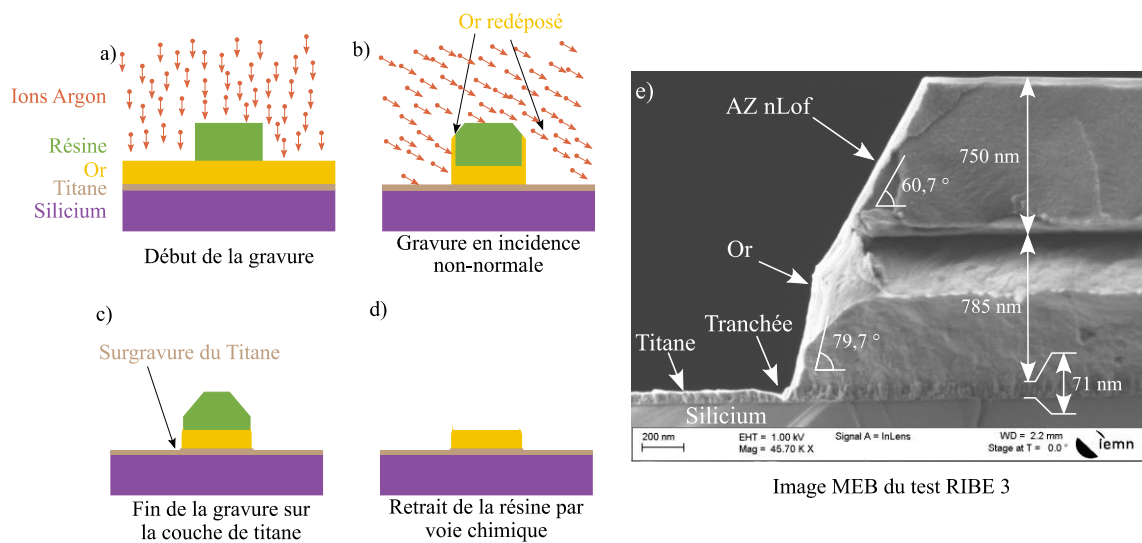 a)
Ions Argon
Résine
Or
Titane
Silicium
Début de la gravure
b)
Or redéposé
Gravure en incidence
non-normale
c)
Surgravure du Titane
Fin de la gravure sur
la couche de titane
d)
Retrait de la résine par
voie chimique
e)
AZ nLof
750 nm
60,7 °
Or
785 nm
Tranchée
79,7 °
Titane
71 nm
Silicium
200 nm
EHT = 1.00 kV
Signal A = InLens
WD = 2.2 mm
Mag = 45.70 K X
Stage at T = 0.0 °
iemn
Image MEB du test RIBE 3